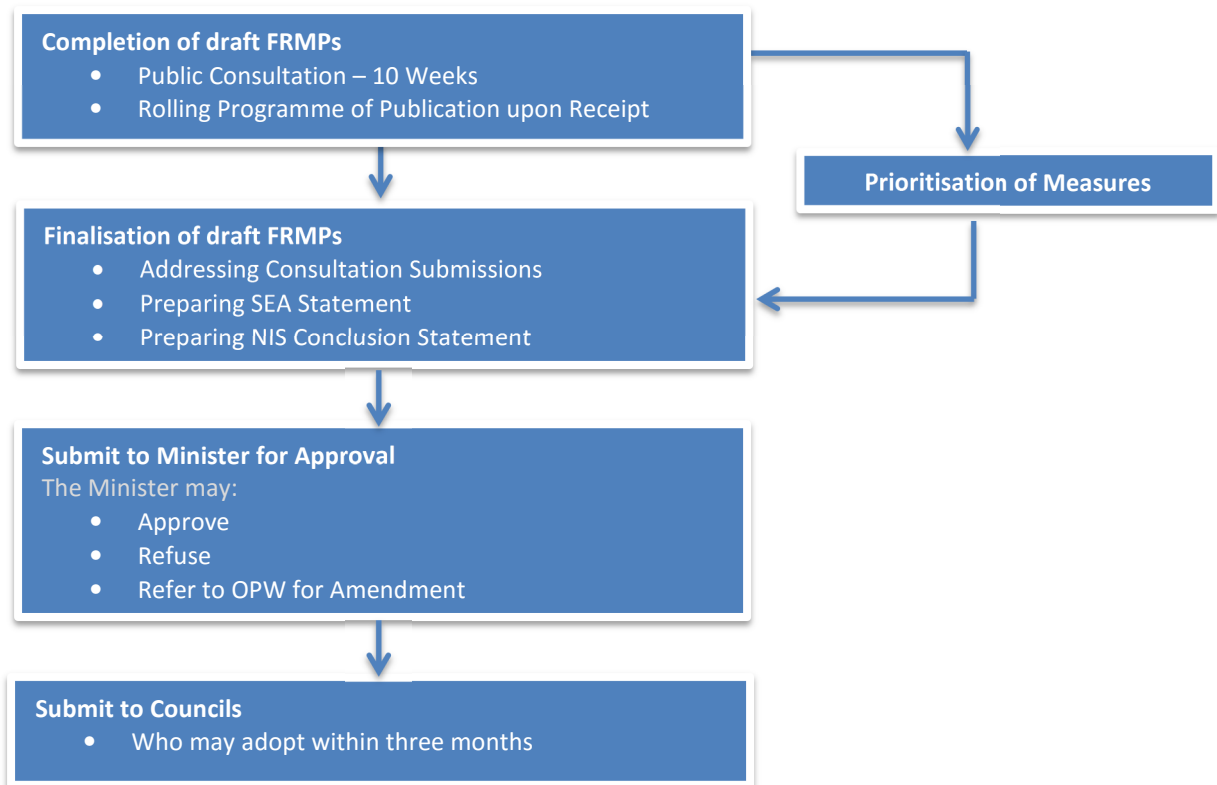 Completion of draft FRMPs
• Public Consultation – 10 Weeks
• Rolling Programme of Publication upon Receipt
Prioritisation of Measures
Finalisation of draft FRMPs
• Addressing Consultation Submissions
• Preparing SEA Statement
• Preparing NIS Conclusion Statement
Submit to Minister for Approval
The Minister may:
• Approve
• Refuse
• Refer to OPW for Amendment
Submit to Councils
• Who may adopt within three months